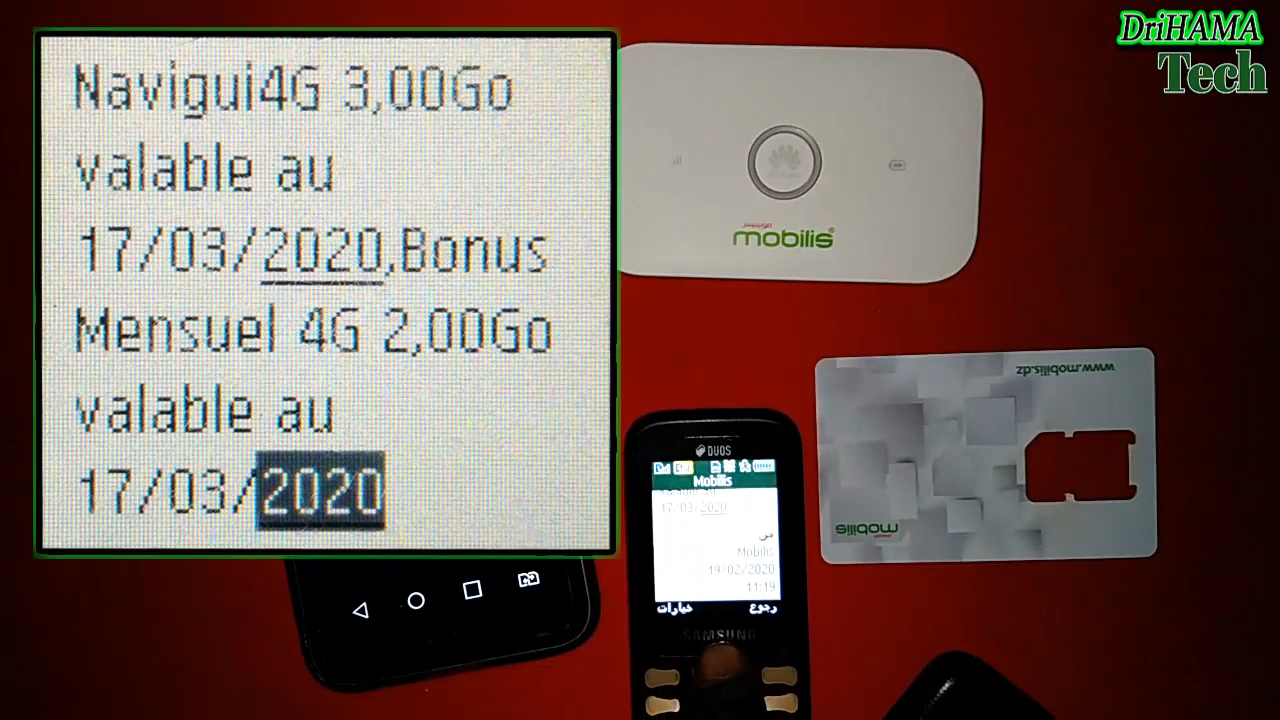 DriHAMA
Tech
Navigui4G 3,00Go
valable au
17/03/2020,Bonus
Mensuel 4G 2,00Go
valable au
17/03/2020
موبيليس
mobilis
www.mobilis.dz
mobilis
DUOS
Mobilis
17/03/2020
من
Mobilis
19/02/2020
11:19
خيارات
رجوع
SAMSUNG